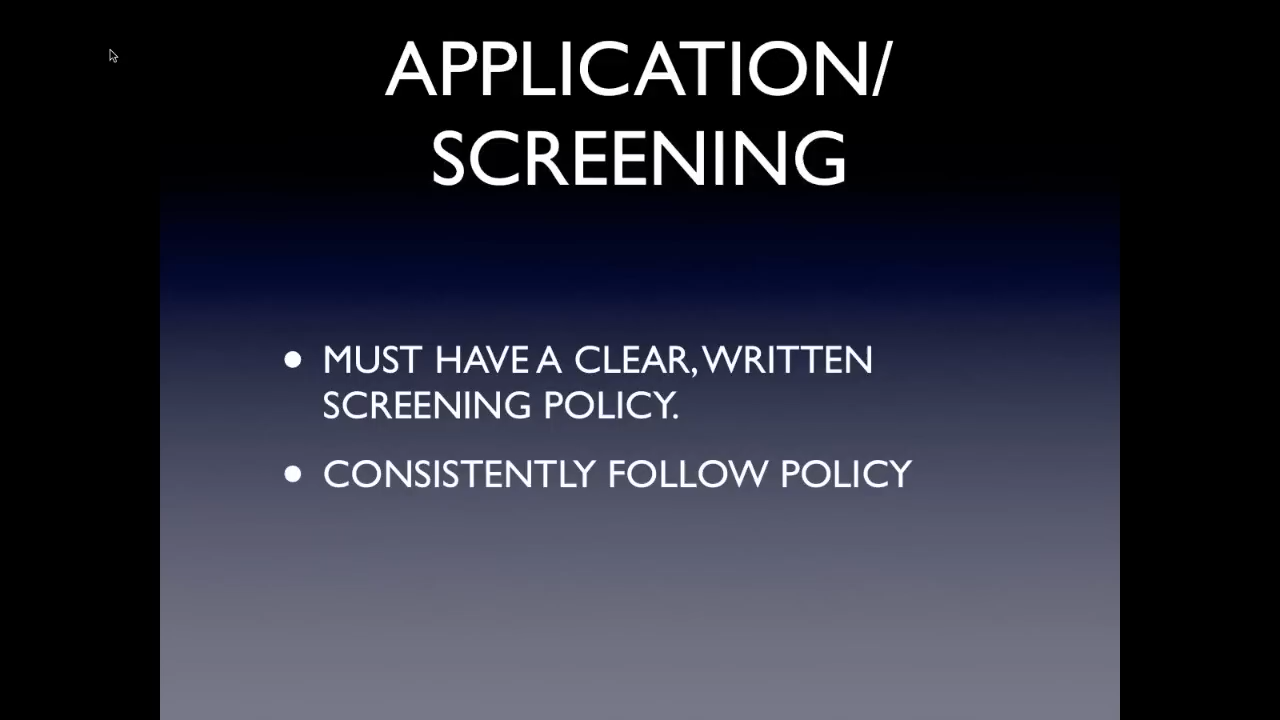 APPLICATION/
SCREENING
• MUST HAVE A CLEAR, WRITTEN
SCREENING POLICY.
• CONSISTENTLY FOLLOW POLICY